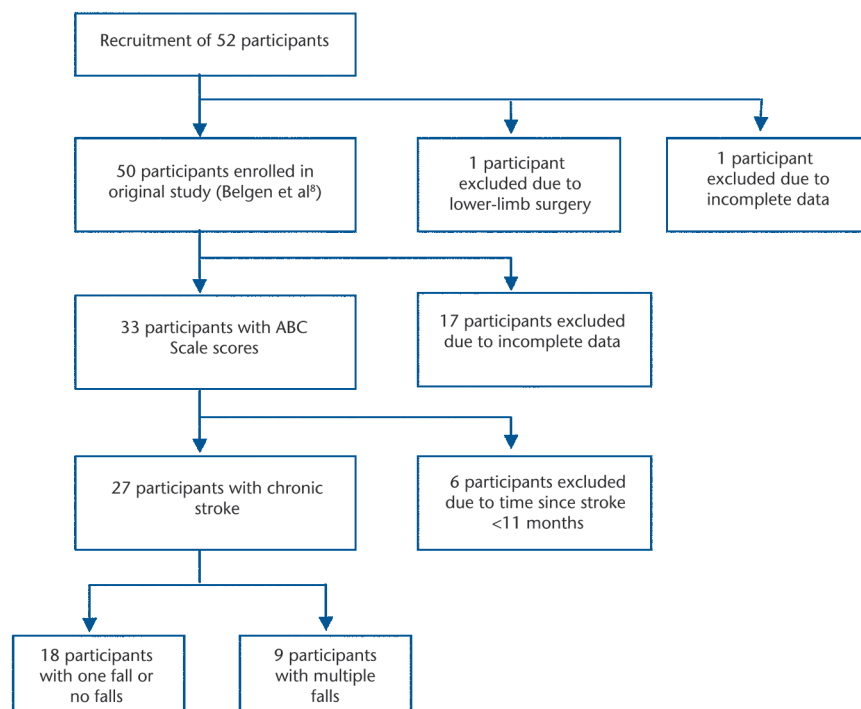 Recruitment of 52 participants
50 participants enrolled in
original study (Belgen et al⁸)
1 participant
excluded due to
lower-limb surgery
1 participant
excluded due to
incomplete data
33 participants with ABC
Scale scores
17 participants excluded
due to incomplete data
27 participants with chronic
stroke
6 participants excluded
due to time since stroke
<11 months
18 participants
with one fall or
no falls
9 participants
with multiple
falls